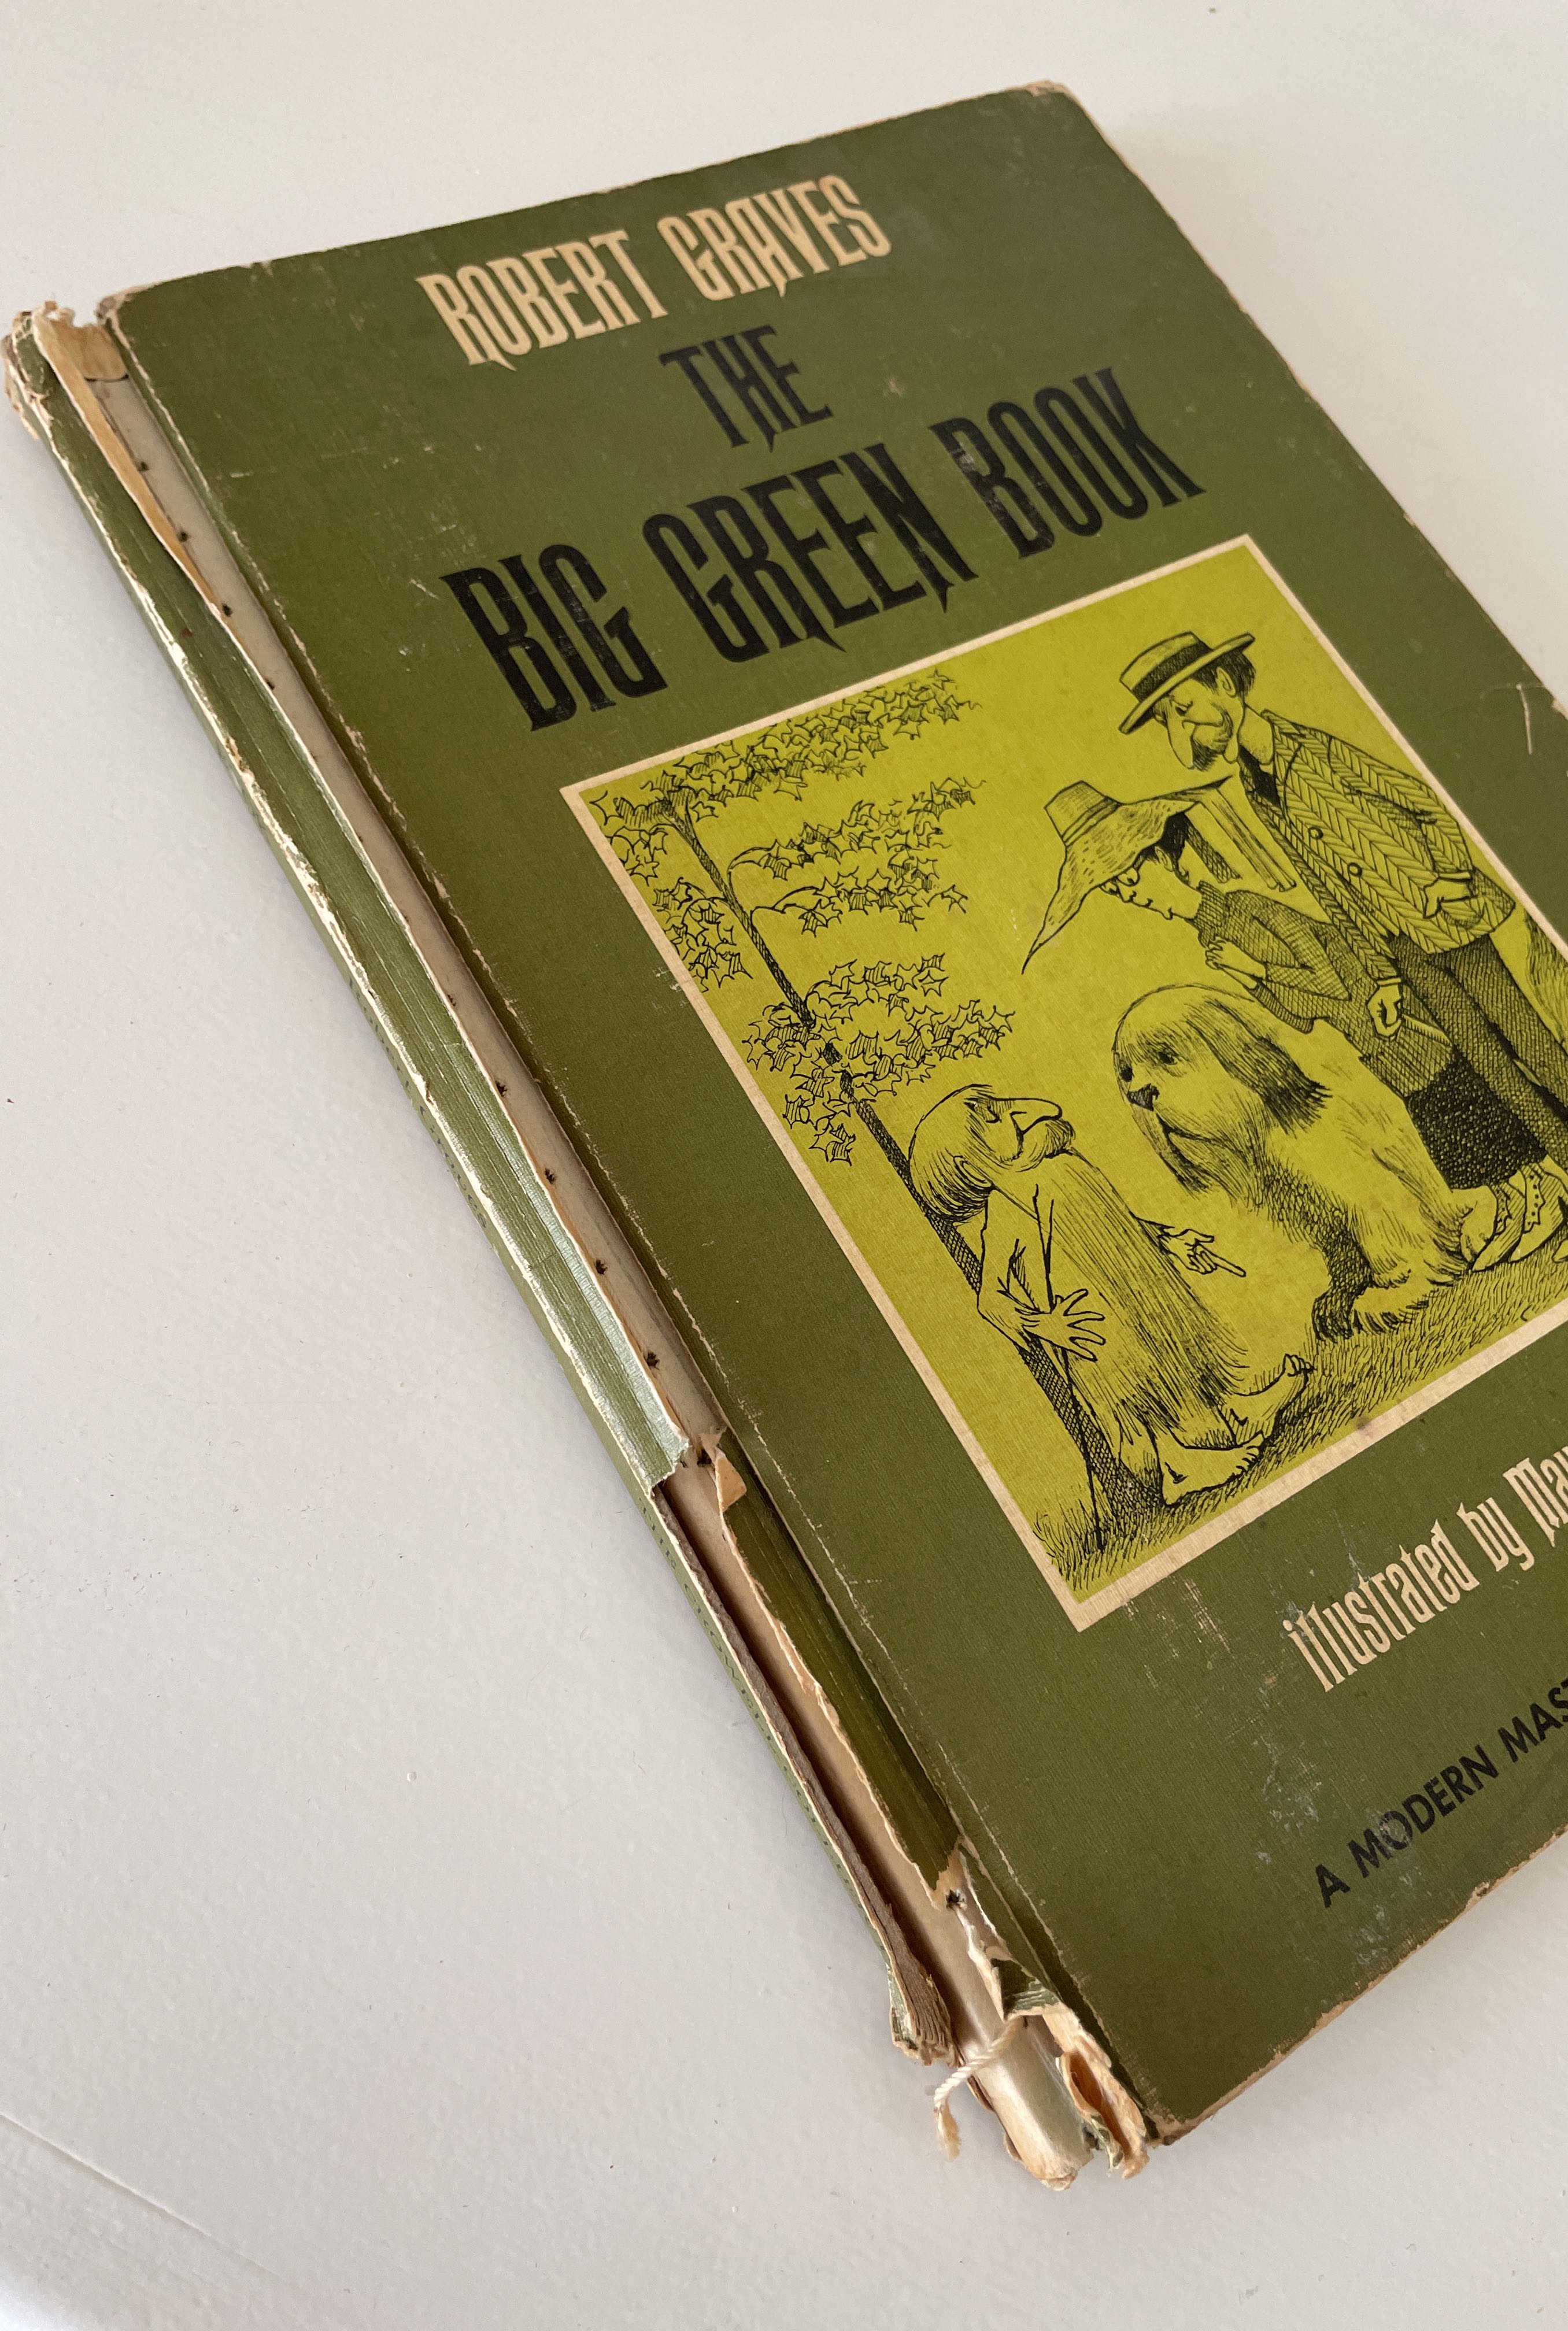 ROBERT GRAVES
THE
BIG GREEN BOOK
illustrated by
A MODERN